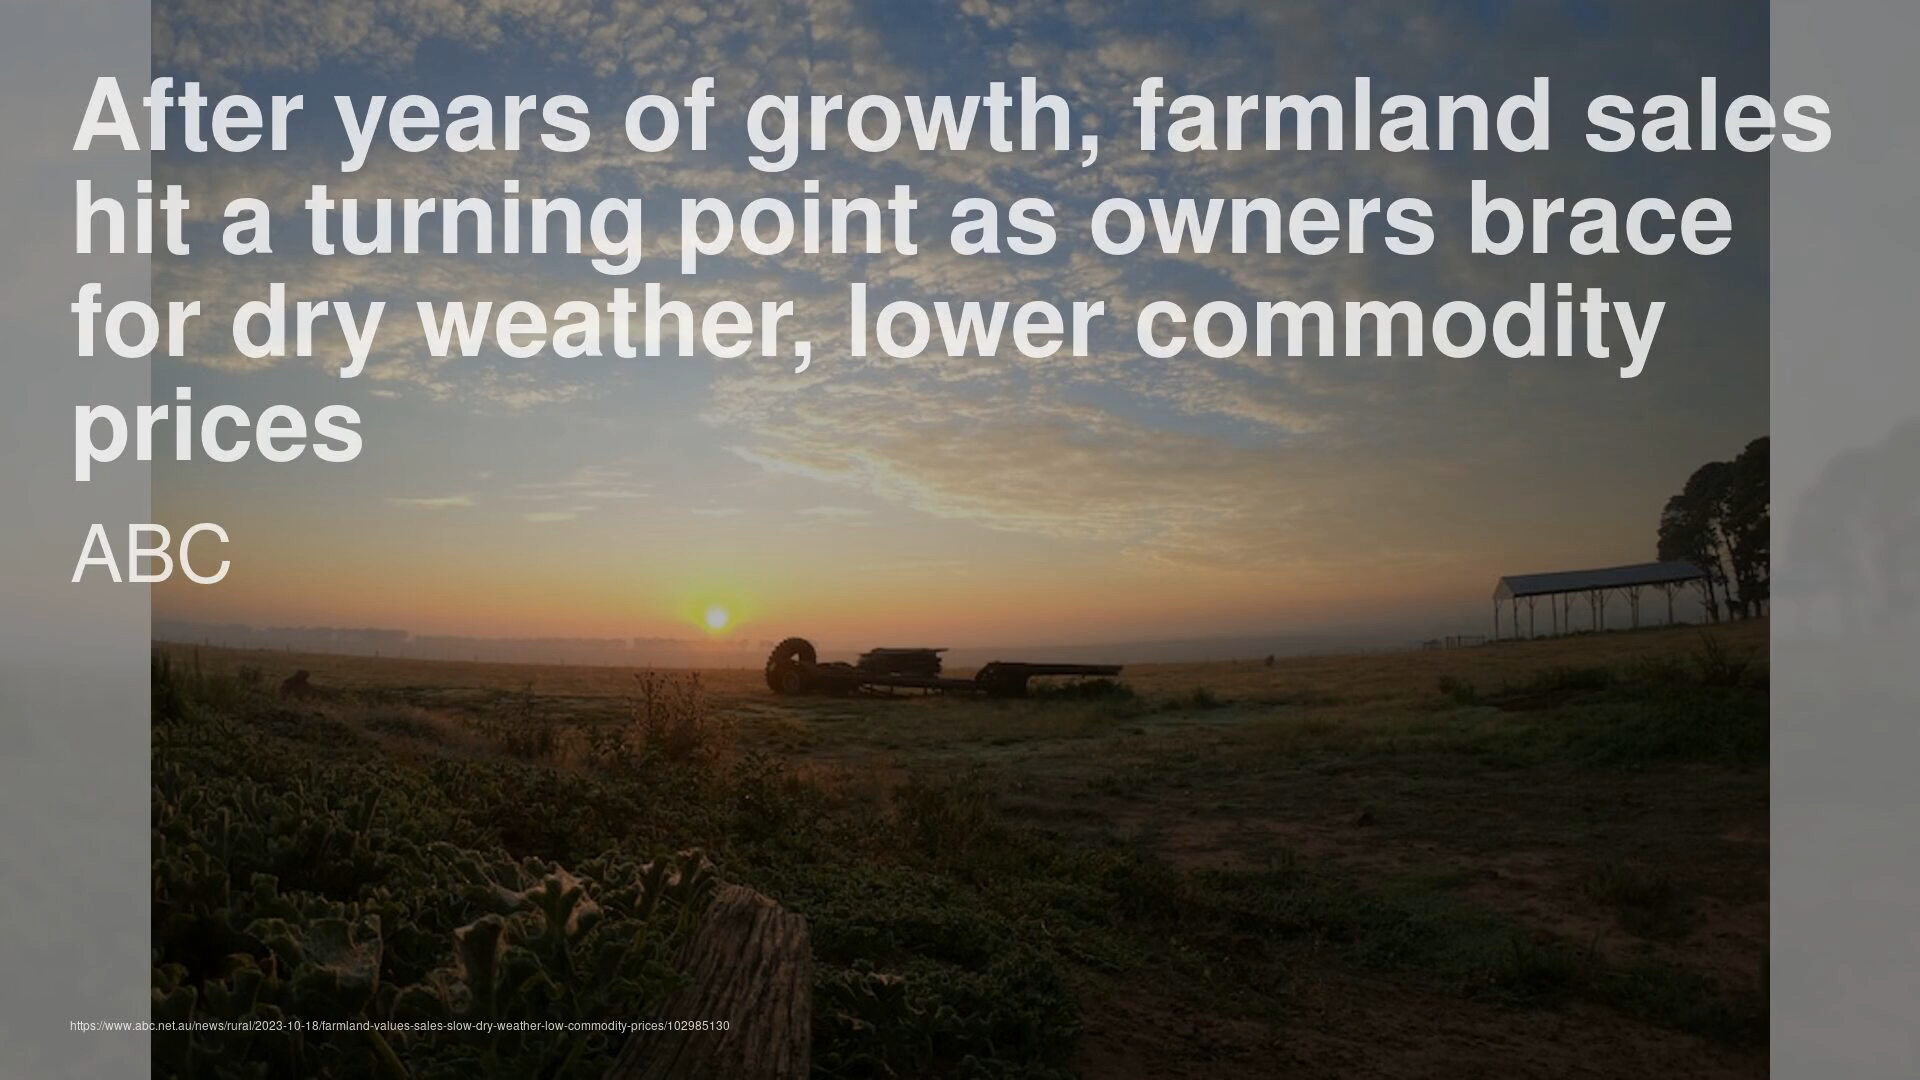 After years of growth, farmland sales
hit a turning point as owners brace
for dry weather, lower commodity
prices
ABC
https://www.abc.net.au/news/rural/2023-10-18/farmland-values-sales-slow-dry-weather-low-commodity-prices/102985130